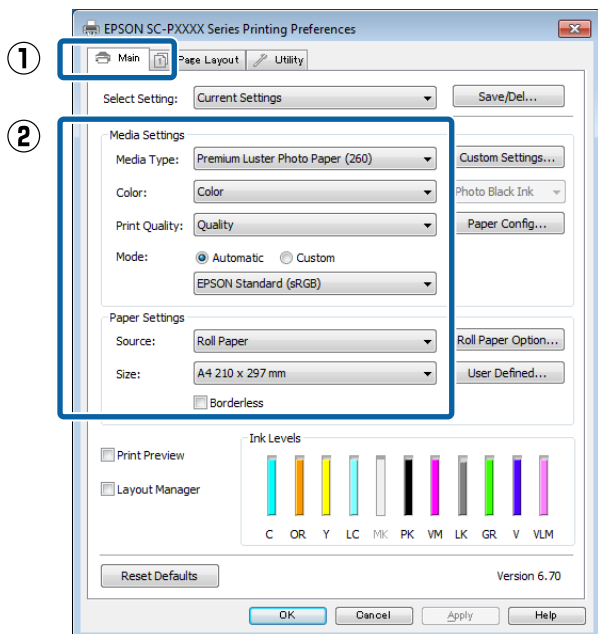 EPSON SC-PXXXX Series Printing Preferences
① Main Page Layout Utility
Select Setting: Current Settings Save/Del...
②
Media Settings
Media Type: Premium Luster Photo Paper (260) Custom Settings...
Color: Color Photo Black Ink
Print Quality: Quality Paper Config...
Mode: Automatic Custom
EPSON Standard (sRGB)
Paper Settings
Source: Roll Paper Roll Paper Option...
Size: A4 210 x 297 mm User Defined...
Borderless
Print Preview
Layout Manager
Ink Levels
C OR Y LC MK PK VM LK GR V VLM
Reset Defaults Version 6.70
OK Cancel Apply Help